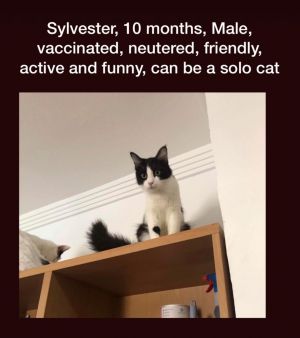 Sylvester, 10 months, Male,
vaccinated, neutered, friendly,
active and funny, can be a solo cat